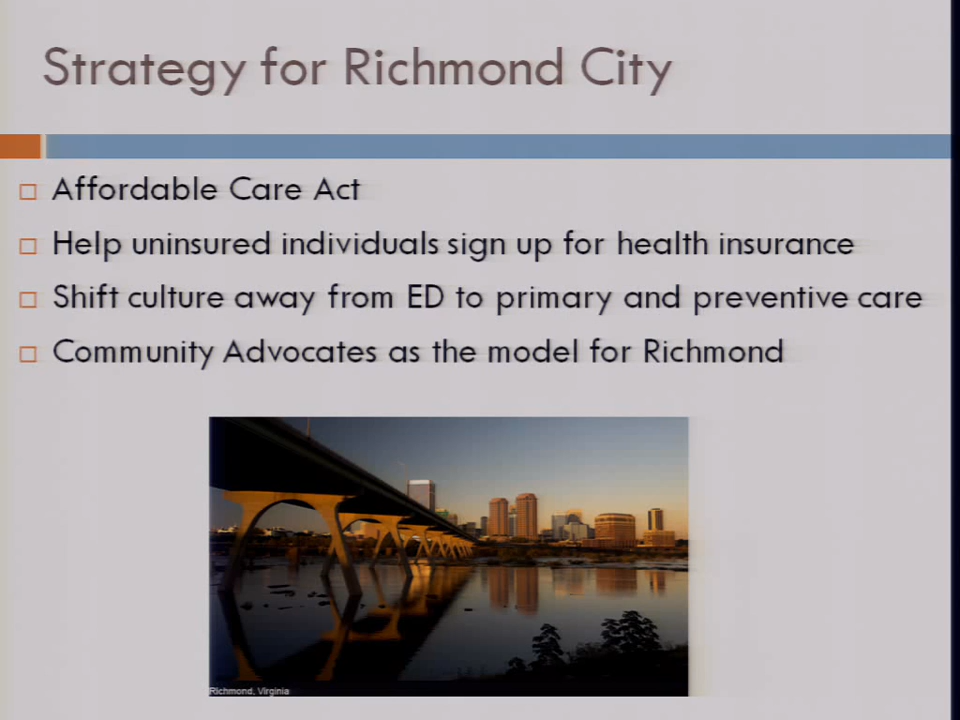 Strategy for Richmond City
Affordable Care Act
Help uninsured individuals sign up for health insurance
Shift culture away from ED to primary and preventive care
Community Advocates as the model for Richmond
Richmond, Virginia